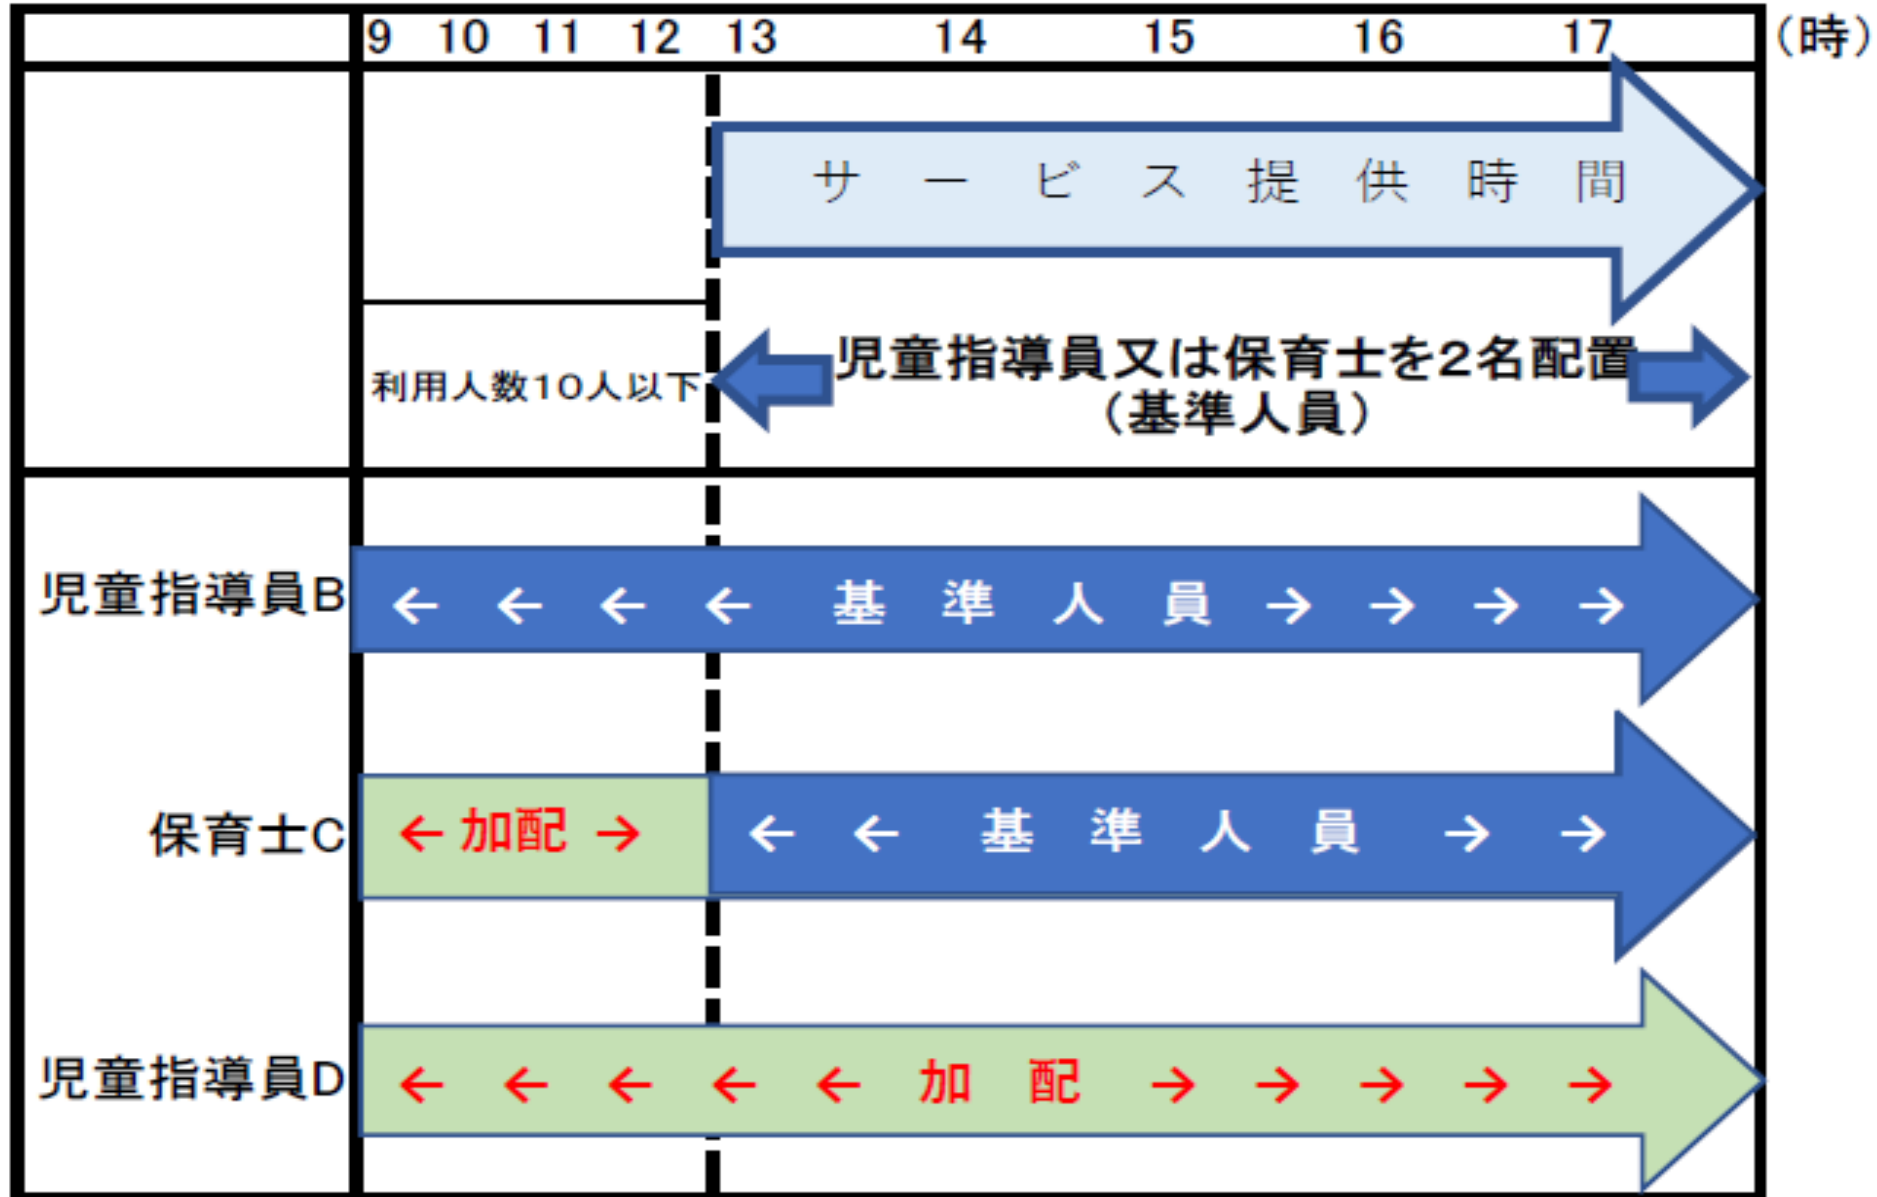 9 10 11 12 13 14 15 16 17 （時）
サービス提供時間
利用人数10人以下
児童指導員又は保育士を2名配置
（基準人員）
児童指導員B
← ← ← ← 基準人員 → → → →
保育士C
← 加配 →
← ← 基準人員 → →
児童指導員D
← ← ← ← ← 加配 → → → → →